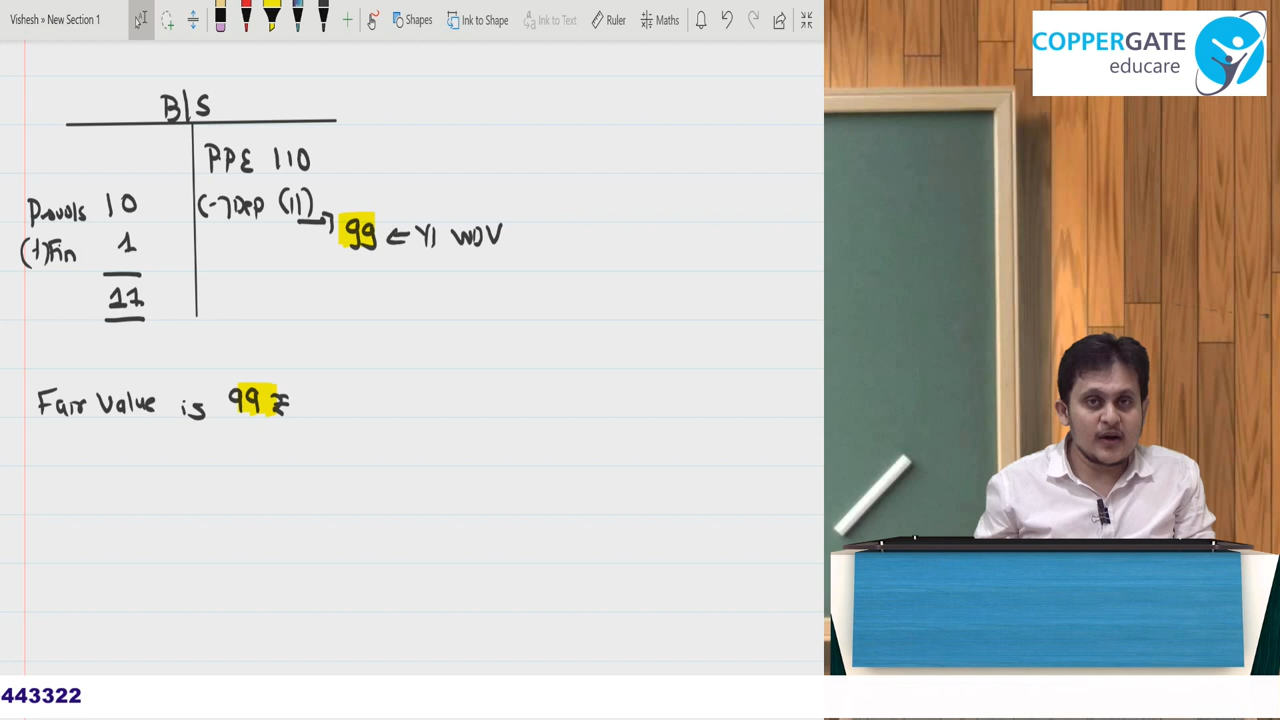 Vishesh » New Section 1
Shapes
Ink to Shape
Ink to Text
Ruler
Maths
COPPERGATE
educare
B/S
PPE 110
(-) Dep (11)
99 ← Y1 WDV
10
(+) Fin 1
11
Fair Value is 99 ₹
443322